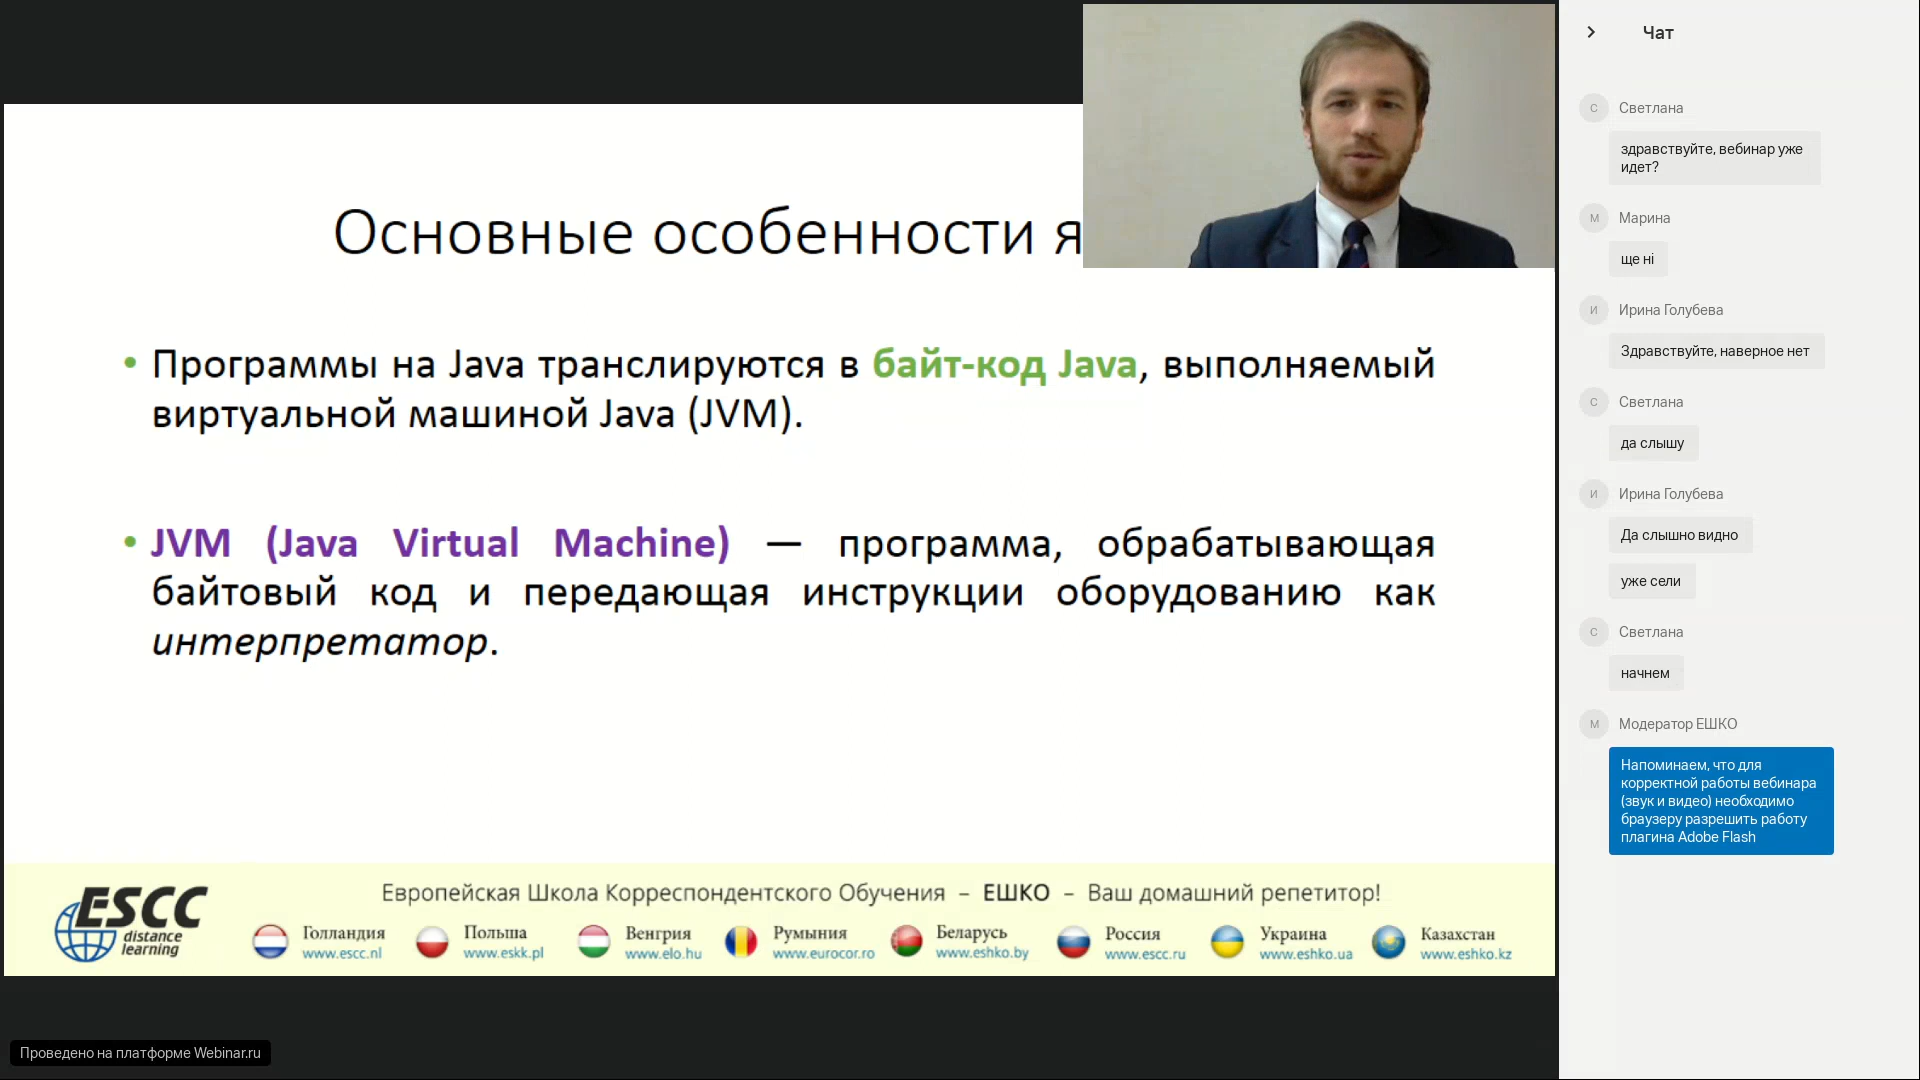 Основные особенности я
• Программы на Java транслируются в байт-код Java, выполняемый
виртуальной машиной Java (JVM).
• JVM (Java Virtual Machine) — программа, обрабатывающая
байтовый код и передающая инструкции оборудованию как
интерпретатор.
ESCC
distance
learning
Европейская Школа Корреспондентского Обучения – ЕШКО – Ваш домашний репетитор!
Голландия
www.escc.nl
Польша
www.eskk.pl
Венгрия
www.elo.hu
Румыния
www.eurocor.ro
Беларусь
www.eshko.by
Россия
www.escc.ru
Украина
www.eshko.ua
Казахстан
www.eshko.kz
Проведено на платформе Webinar.ru
Чат
С Светлана
здравствуйте, вебинар уже
идет?
М Марина
ще ні
И Ирина Голубева
Здравствуйте, наверное нет
С Светлана
да слышу
И Ирина Голубева
Да слышно видно
уже сели
С Светлана
начнем
М Модератор ЕШКО
Напоминаем, что для
корректной работы вебинара
(звук и видео) необходимо
браузеру разрешить работу
плагина Adobe Flash